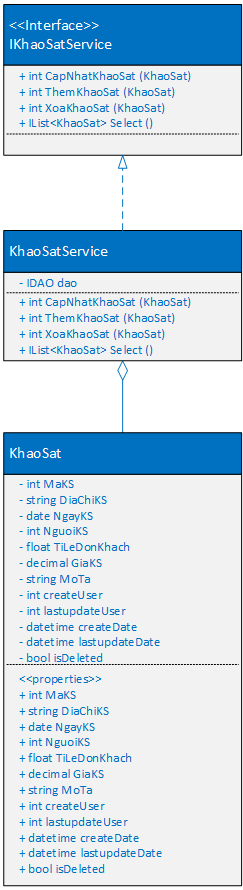 <<Interface>>
IKhaoSatService
+ int CapNhatKhaoSat (KhaoSat)
+ int ThemKhaoSat (KhaoSat)
+ int XoaKhaoSat (KhaoSat)
+ IList<KhaoSat> Select ()
KhaoSatService
- IDAO dao
+ int CapNhatKhaoSat (KhaoSat)
+ int ThemKhaoSat (KhaoSat)
+ int XoaKhaoSat (KhaoSat)
+ IList<KhaoSat> Select ()
KhaoSat
- int MaKS
- string DiaChiKS
- date NgayKS
- int NguoiKS
- float TiLeDonKhach
- decimal GiaKS
- string MoTa
- int createUser
- int lastupdateUser
- datetime createDate
- datetime lastupdateDate
- bool isDeleted
<<properties>>
+ int MaKS
+ string DiaChiKS
+ date NgayKS
+ int NguoiKS
+ float TiLeDonKhach
+ decimal GiaKS
+ string MoTa
+ int createUser
+ int lastupdateUser
+ datetime createDate
+ datetime lastupdateDate
+ bool isDeleted